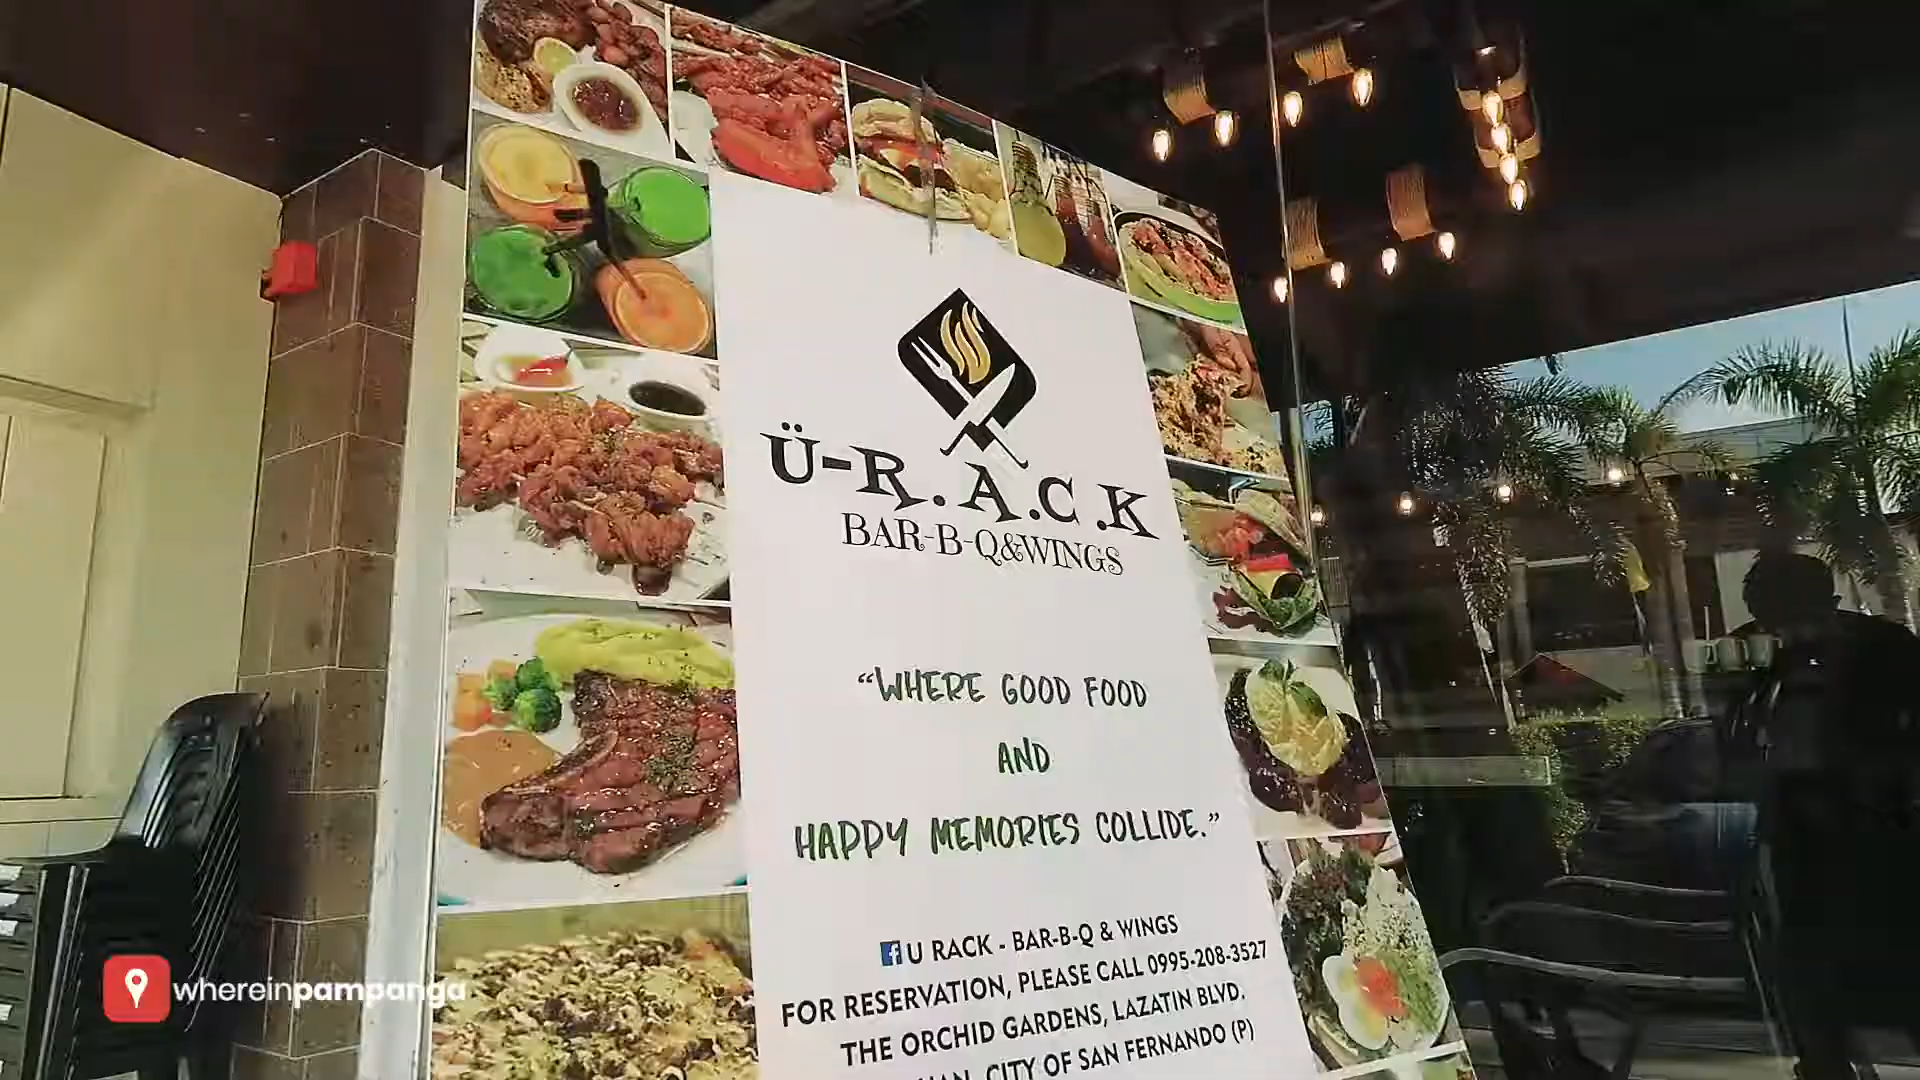 Ü-R.A.C.K
BAR-B-Q&WINGS
“WHERE GOOD FOOD
AND
HAPPY MEMORIES COLLIDE.”
U RACK - BAR-B-Q & WINGS
FOR RESERVATION, PLEASE CALL 0995-208-3527
THE ORCHID GARDENS, LAZATIN BLVD.
CITY OF SAN FERNANDO (P)
whereinpampanga